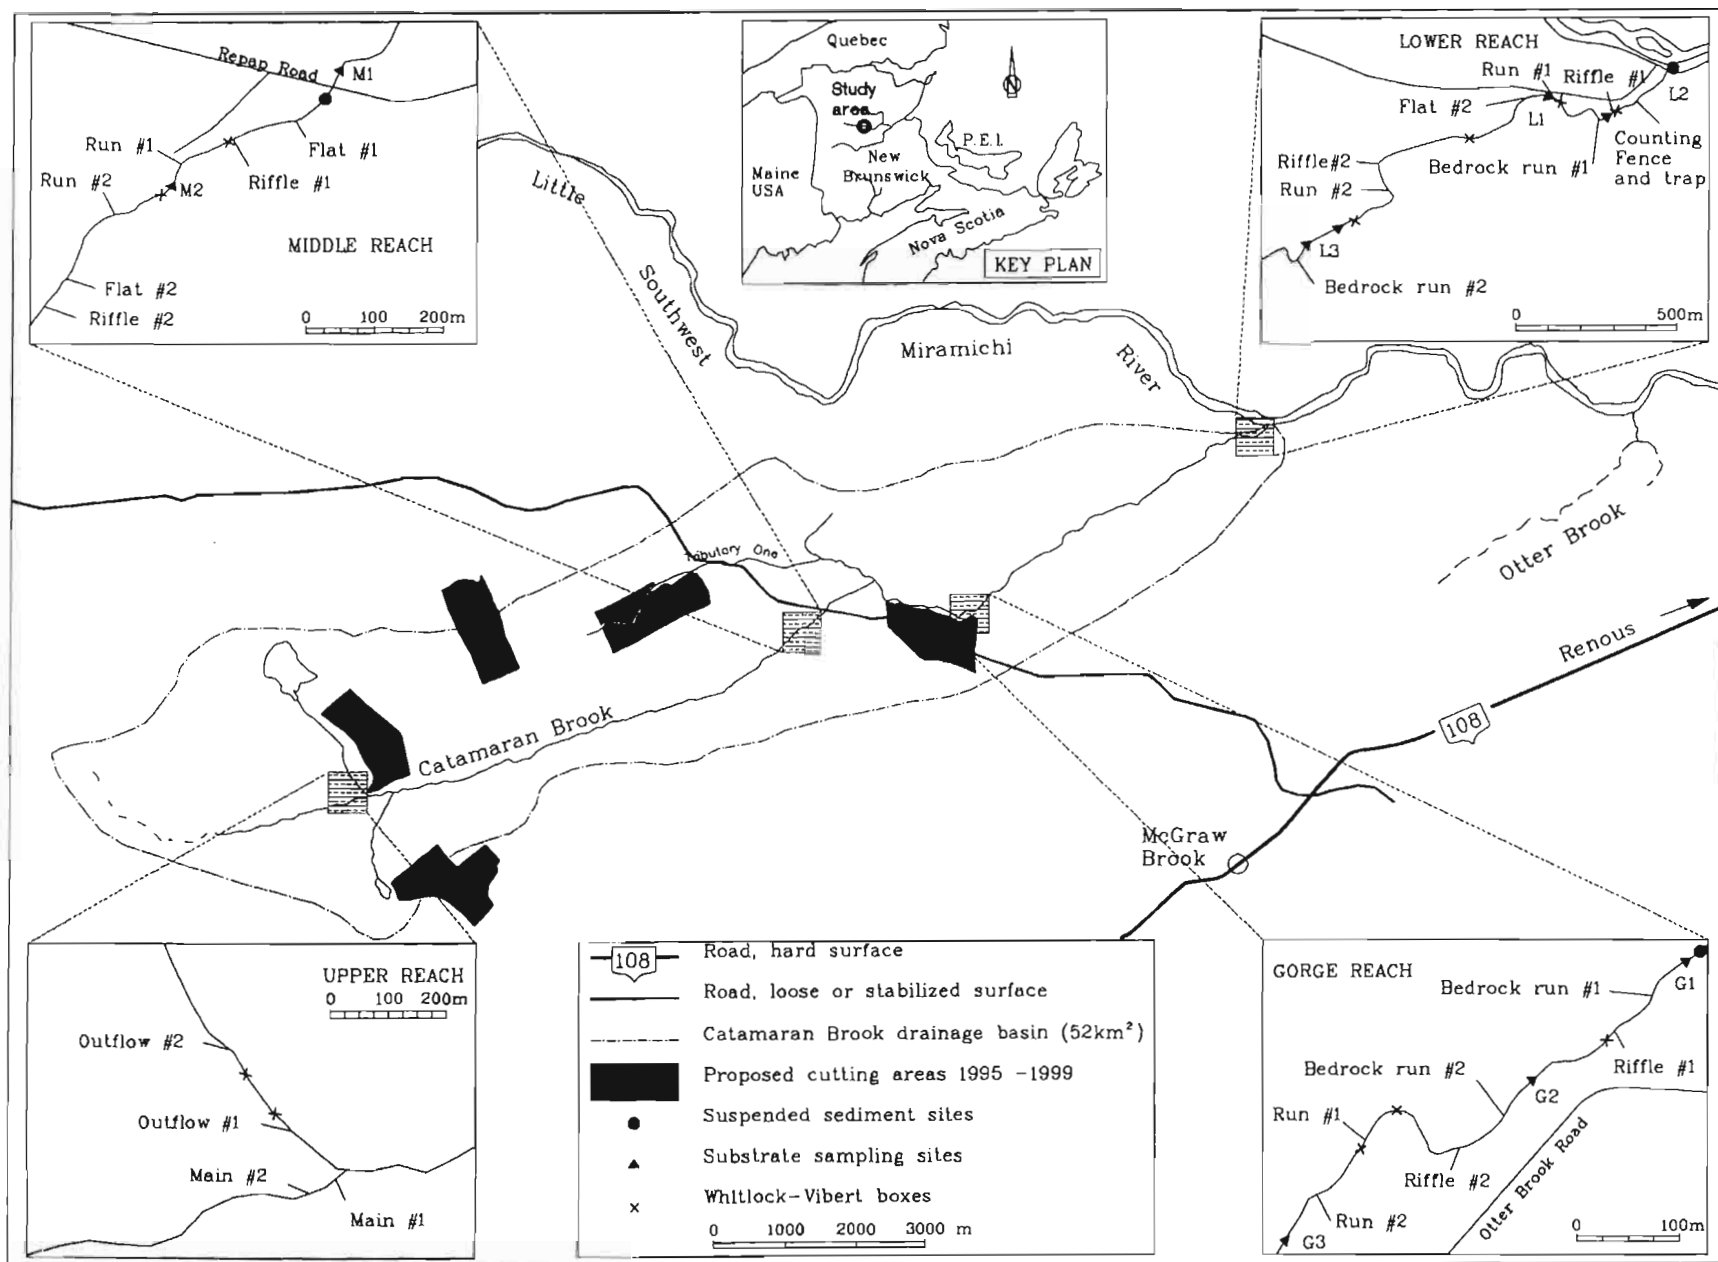 Repap Road
M1
Run #1
Flat #1
Run #2
M2
Riffle #1
MIDDLE REACH
Flat #2
Riffle #2
0 100 200m
Quebec
N
Study
area
P.E.I.
New
Brunswick
Maine
USA
Nova Scotia
KEY PLAN
LOWER REACH
Run #1
Riffle #1
Flat #2
L1
L2
Counting
Fence
and trap
Bedrock run #1
Riffle#2
Run #2
L3
Bedrock run #2
0 500m
Little
Southwest
Miramichi
River
Tributary One
Otter Brook
Renous
108
Catamaran Brook
McGraw
Brook
UPPER REACH
0 100 200m
Outflow #2
Outflow #1
Main #2
Main #1
108 Road, hard surface
Road, loose or stabilized surface
Catamaran Brook drainage basin (52km²)
Proposed cutting areas 1995 -1999
Suspended sediment sites
Substrate sampling sites
Whitlock-Vibert boxes
0 1000 2000 3000 m
GORGE REACH
G1
Bedrock run #1
Riffle #1
Bedrock run #2
G2
Run #1
Riffle #2
Otter Brook Road
Run #2
G3
0 100m